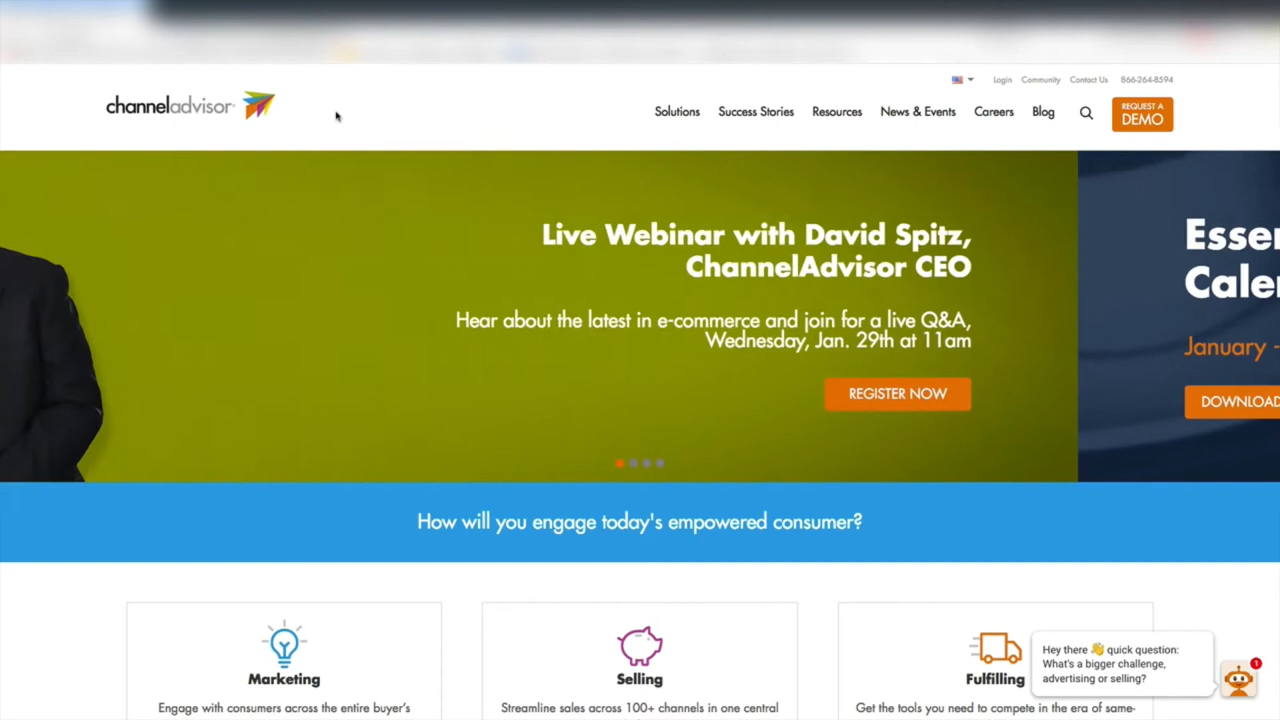 Login Community Contact Us 866-264-8594
channeladvisor
Solutions Success Stories Resources News & Events Careers Blog
REQUEST A
DEMO
Live Webinar with David Spitz,
ChannelAdvisor CEO
Hear about the latest in e-commerce and join for a live Q&A,
Wednesday, Jan. 29th at 11am
REGISTER NOW
Esse
Cale
January -
DOWNLOAD
How will you engage today's empowered consumer?
Marketing
Engage with consumers across the entire buyer's
Selling
Streamline sales across 100+ channels in one central
Fulfilling
Get the tools you need to compete in the era of same-
Hey there 👋 quick question:
What's a bigger challenge,
advertising or selling?
1